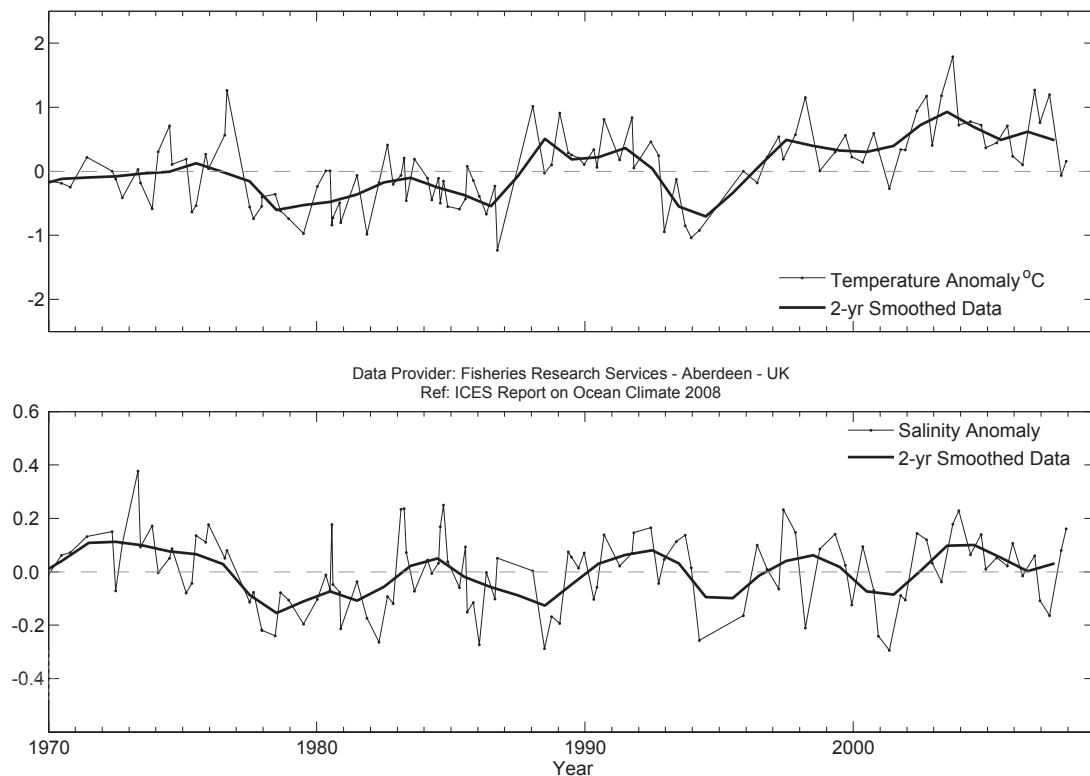 2
1
0
-1
-2
Temperature Anomaly °C
2-yr Smoothed Data
Data Provider: Fisheries Research Services - Aberdeen - UK
Ref: ICES Report on Ocean Climate 2008
0.6
0.4
0.2
0.0
-0.2
-0.4
Salinity Anomaly
2-yr Smoothed Data
1970 1980 1990 2000
Year